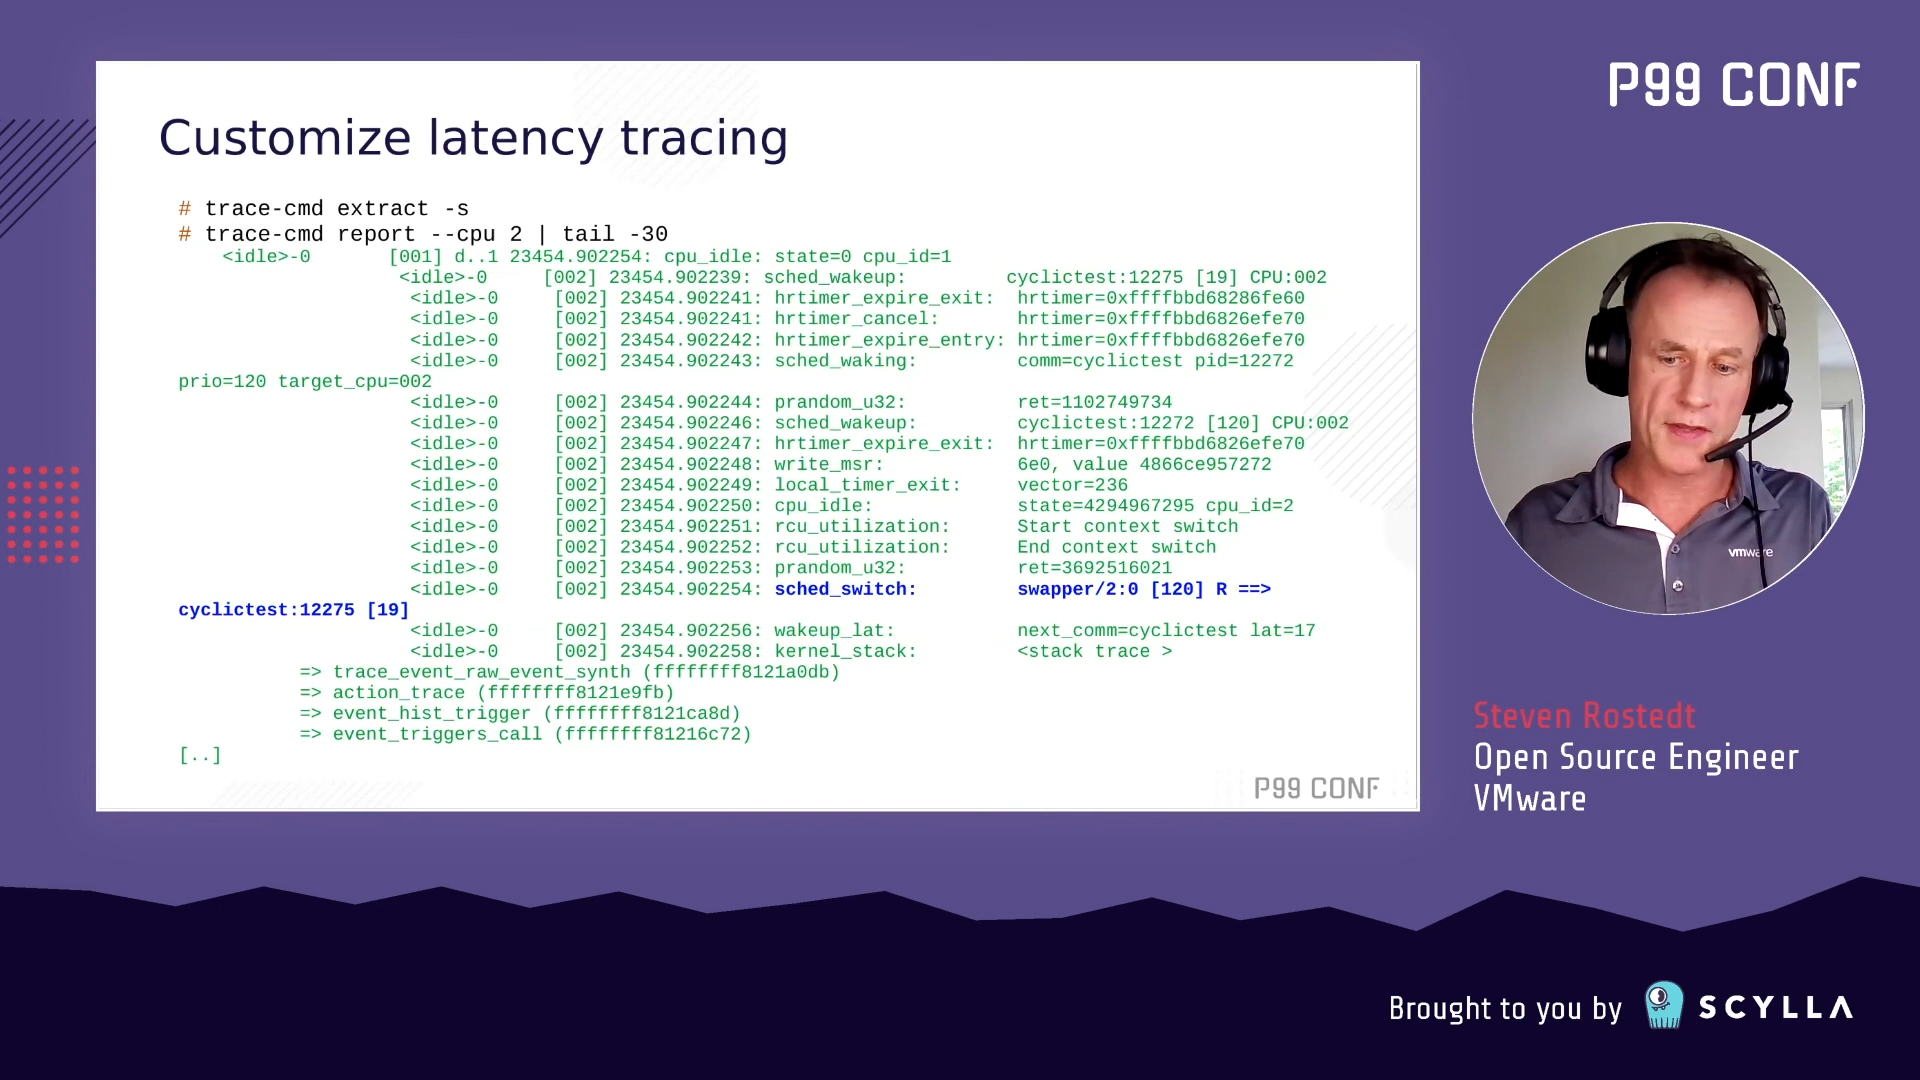 P99 CONF
Customize latency tracing
# trace-cmd extract -s
# trace-cmd report --cpu 2 | tail -30
<idle>-0 [001] d..1 23454.902254: cpu_idle: state=0 cpu_id=1
<idle>-0 [002] 23454.902239: sched_wakeup: cyclictest:12275 [19] CPU:002
<idle>-0 [002] 23454.902241: hrtimer_expire_exit: hrtimer=0xffffbbd68286fe60
<idle>-0 [002] 23454.902241: hrtimer_cancel: hrtimer=0xffffbbd6826efe70
<idle>-0 [002] 23454.902242: hrtimer_expire_entry: hrtimer=0xffffbbd6826efe70
<idle>-0 [002] 23454.902243: sched_waking: comm=cyclictest pid=12272
prio=120 target_cpu=002
<idle>-0 [002] 23454.902244: prandom_u32: ret=1102749734
<idle>-0 [002] 23454.902246: sched_wakeup: cyclictest:12272 [120] CPU:002
<idle>-0 [002] 23454.902247: hrtimer_expire_exit: hrtimer=0xffffbbd6826efe70
<idle>-0 [002] 23454.902248: write_msr: 6e0, value 4866ce957272
<idle>-0 [002] 23454.902249: local_timer_exit: vector=236
<idle>-0 [002] 23454.902250: cpu_idle: state=4294967295 cpu_id=2
<idle>-0 [002] 23454.902251: rcu_utilization: Start context switch
<idle>-0 [002] 23454.902252: rcu_utilization: End context switch
<idle>-0 [002] 23454.902253: prandom_u32: ret=3692516021
<idle>-0 [002] 23454.902254: sched_switch: swapper/2:0 [120] R ==>
cyclictest:12275 [19]
<idle>-0 [002] 23454.902256: wakeup_lat: next_comm=cyclictest lat=17
<idle>-0 [002] 23454.902258: kernel_stack: <stack trace >
=> trace_event_raw_event_synth (ffffffff8121a0db)
=> action_trace (ffffffff8121e9fb)
=> event_hist_trigger (ffffffff8121ca8d)
=> event_triggers_call (ffffffff81216c72)
[..]
P99 CONF
vmware
Steven Rostedt
Open Source Engineer
VMware
Brought to you by SCYLLA